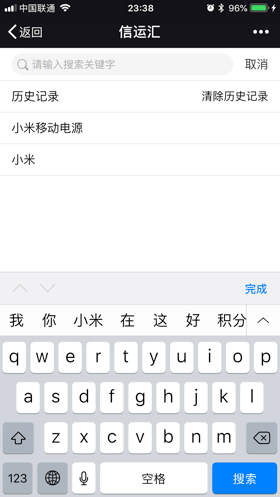 中国联通 23:38 96%
返回 信运汇
请输入搜索关键字 取消
历史记录 清除历史记录
小米移动电源
小米
完成
我 你 小米 在 这 好 积分
q w e r t y u i o p
a s d f g h j k l
z x c v b n m
123 空格 搜索